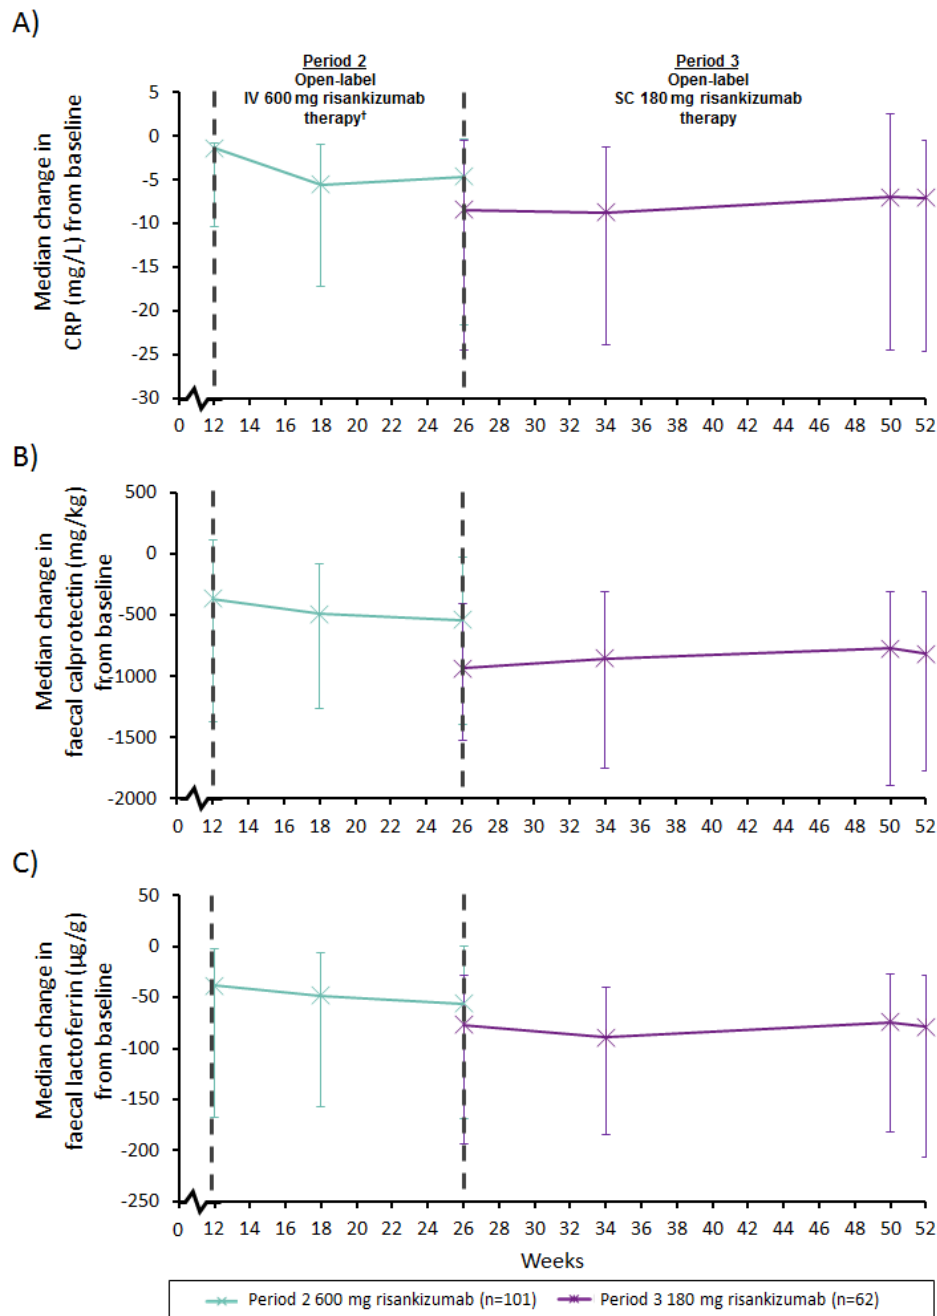 A)
Period 2
Open-label
IV 600 mg risankizumab
therapy†
Period 3
Open-label
SC 180 mg risankizumab
therapy
Median change in
CRP (mg/L) from baseline
5
0
-5
-10
-15
-20
-25
-30
0 12 14 16 18 20 22 24 26 28 30 32 34 36 38 40 42 44 46 48 50 52
B)
Median change in
faecal calprotectin (mg/kg)
from baseline
500
0
-500
-1000
-1500
-2000
0 12 14 16 18 20 22 24 26 28 30 32 34 36 38 40 42 44 46 48 50 52
C)
Median change in
faecal lactoferrin (µg/g)
from baseline
50
0
-50
-100
-150
-200
-250
0 12 14 16 18 20 22 24 26 28 30 32 34 36 38 40 42 44 46 48 50 52
Weeks
Period 2 600 mg risankizumab (n=101) Period 3 180 mg risankizumab (n=62)